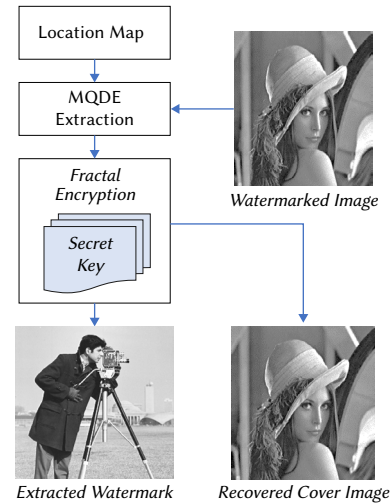 Location Map
MQDE
Extraction
Watermarked Image
Fractal
Encryption
Secret
Key
Extracted Watermark
Recovered Cover Image